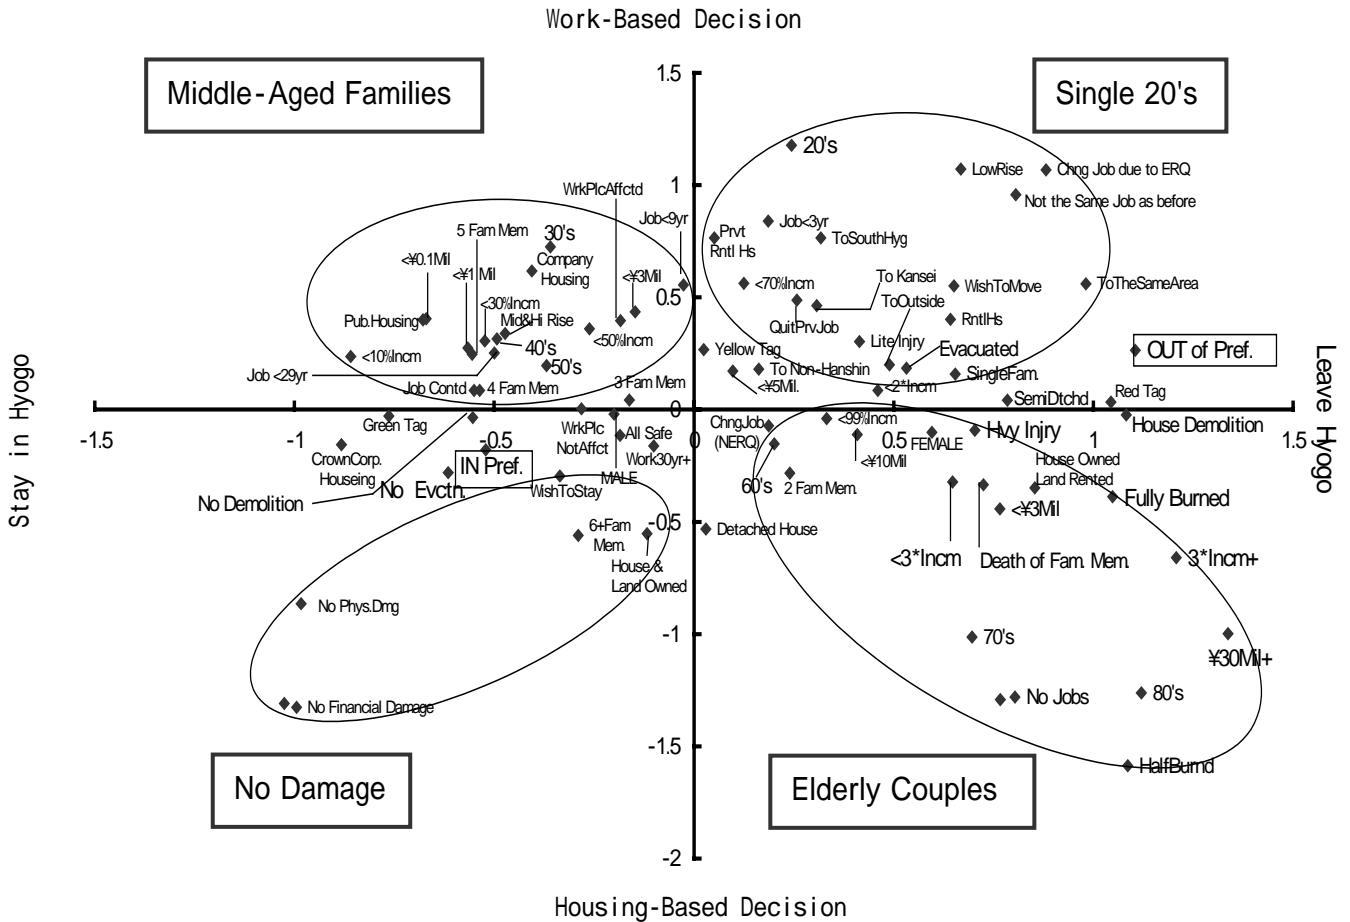 Work-Based Decision
Middle-Aged Families
Single 20's
1.5
20's
LowRise
Chng Job due to ERQ
WrkPlcAffctd
1
Not the Same Job as before
Job<9yr
Job<3yr
5 Fam Mem
30's
Prvt
Rntl Hs
ToSouthHyg
<¥0.1Mil
<¥1 Mil
Company
Housing
<¥3Mil
<70%Incm
To Kansei
WishToMove
ToTheSameArea
<30%Incm
0.5
ToOutside
Pub.Housing
Mid&Hi Rise
QuitPrvJob
RntlHs
<50%Incm
Lite Injry
<10%Incm
40's
Yellow Tag
Evacuated
OUT of Pref.
50's
Job <29yr
To Non-Hanshin
SingleFam.
Job Contd
4 Fam Mem
3 Fam Mem
<¥5Mil.
<2*Incm
SemiDtchd
Red Tag
Stay in Hyogo
Leave Hyogo
-1.5
-1
-0.5
0
0.5
1
1.5
Green Tag
WrkPlc
NotAffct
All Safe
ChngJob
(NERQ)
<99%Incm
FEMALE
Hvy Injry
House Demolition
CrownCorp.
Houseing
IN Pref.
Work30yr+
<¥10Mil
House Owned
Land Rented
No Demolition
No Evctn.
WishToStay
MALE
60's
2 Fam Mem.
Fully Burned
-0.5
6+Fam
Mem.
Detached House
<¥3Mil
House &
Land Owned
<3*Incm
Death of Fam. Mem.
3*Incm+
No Phys.Dmg
-1
70's
¥30Mil+
No Financial Damage
No Jobs
80's
-1.5
HalfBurnd
No Damage
Elderly Couples
-2
Housing-Based Decision